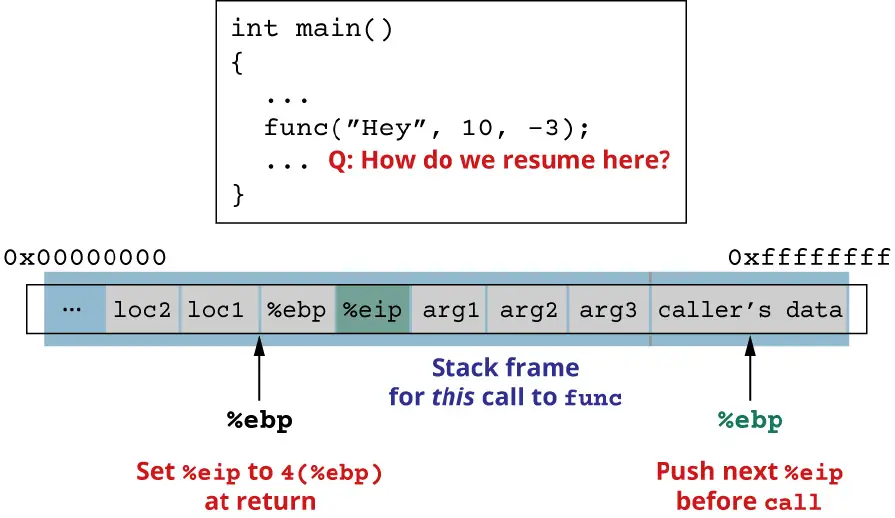 int main()
{
...
func(”Hey”, 10, -3);
... Q: How do we resume here?
}
0x00000000 0xffffffff
... loc2 loc1 %ebp %eip arg1 arg2 arg3 caller’s data
Stack frame
for this call to func
%ebp %ebp
Set %eip to 4(%ebp)
at return
Push next %eip
before call